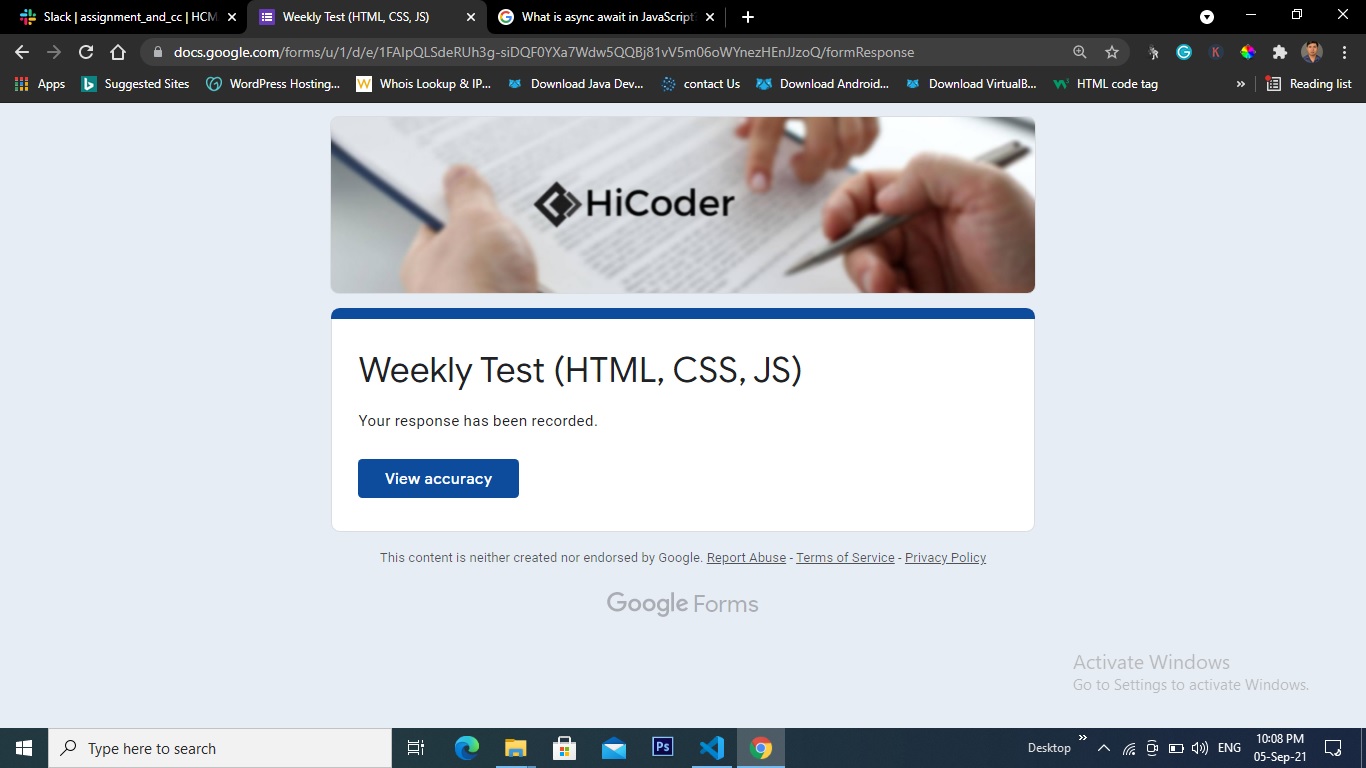 Slack | assignment_and_cc | HCM
Weekly Test (HTML, CSS, JS)
What is async await in JavaScript
docs.google.com/forms/u/1/d/e/1FAIpQLSdeRUh3g-siDQF0YXa7Wdw5QQBj81vV5m06oWYnezHEnJJzoQ/formResponse
K
Apps
Suggested Sites
WordPress Hosting...
W
Whois Lookup & IP...
Download Java Dev...
contact Us
Download Android...
Download VirtualB...
HTML code tag
»
Reading list
HiCoder
Weekly Test (HTML, CSS, JS)
Your response has been recorded.
View accuracy
This content is neither created nor endorsed by Google. Report Abuse - Terms of Service - Privacy Policy
Google Forms
Activate Windows
Go to Settings to activate Windows.
Type here to search
Ps
Desktop
»
ENG
10:08 PM
05-Sep-21